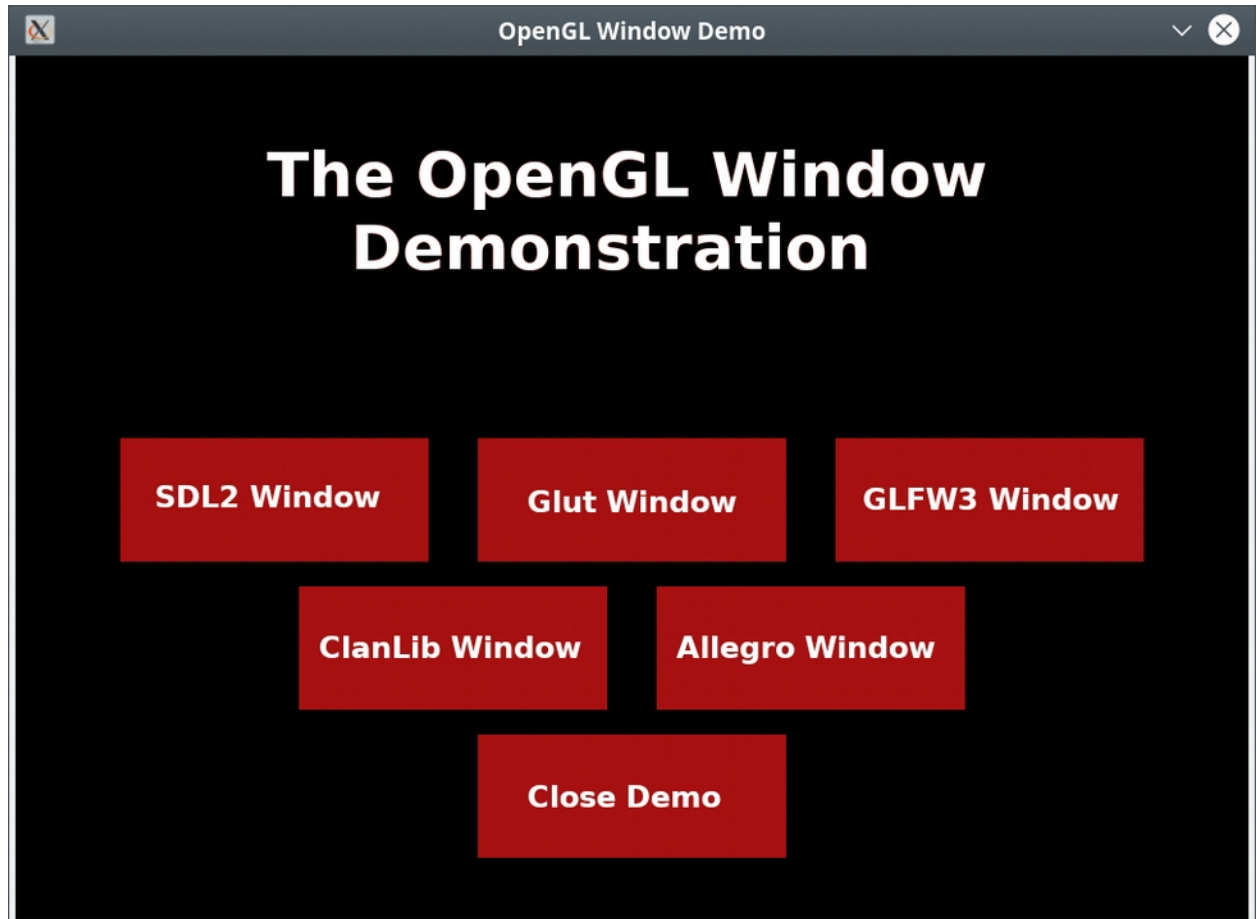 OpenGL Window Demo
The OpenGL Window
Demonstration
SDL2 Window
Glut Window
GLFW3 Window
ClanLib Window
Allegro Window
Close Demo